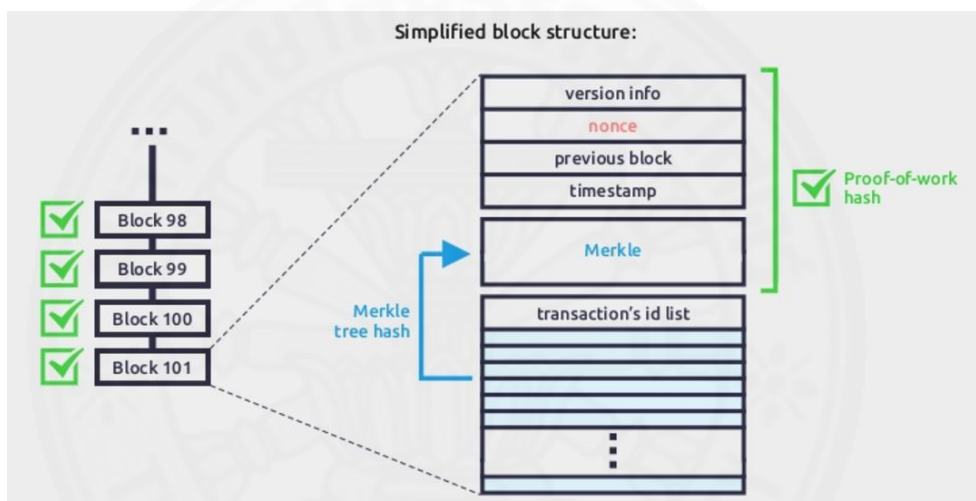 Simplified block structure:
...
Block 98
Block 99
Block 100
Block 101
version info
nonce
previous block
timestamp
Merkle
Merkle
tree hash
transaction's id list
Proof-of-work
hash